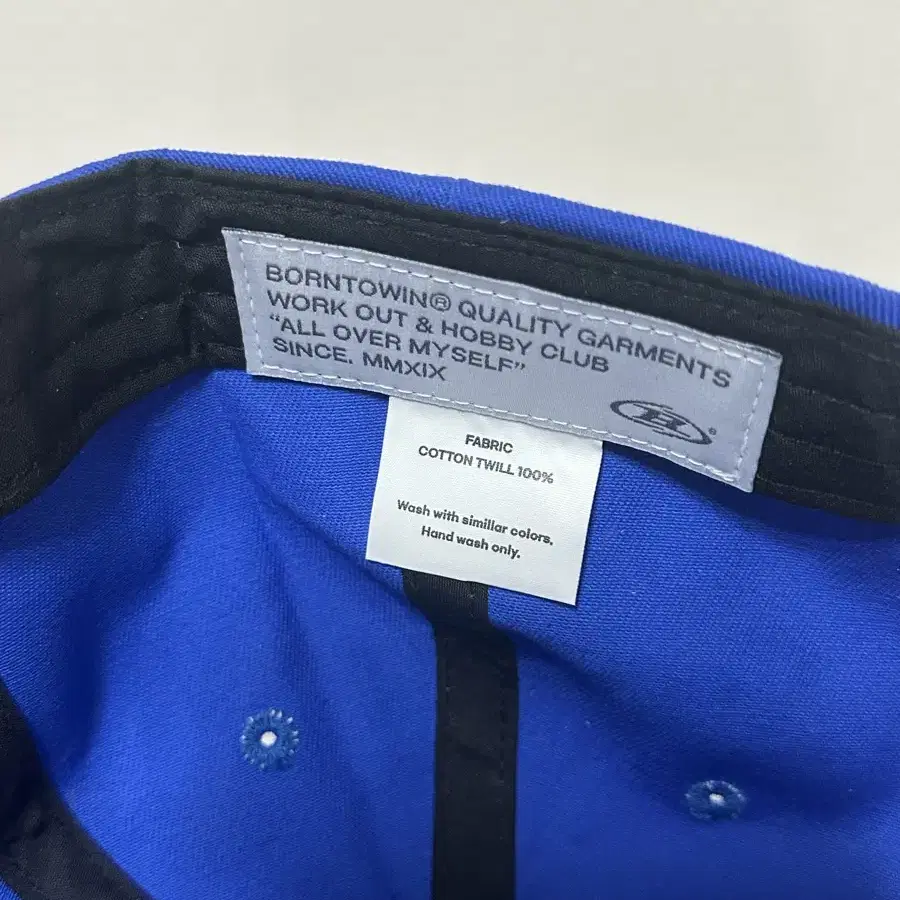 BORNTOWIN® QUALITY GARMENTS
WORK OUT & HOBBY CLUB
“ALL OVER MYSELF”
SINCE. MMXIX
FABRIC
COTTON TWILL 100%
Wash with similiar colors.
Hand wash only.